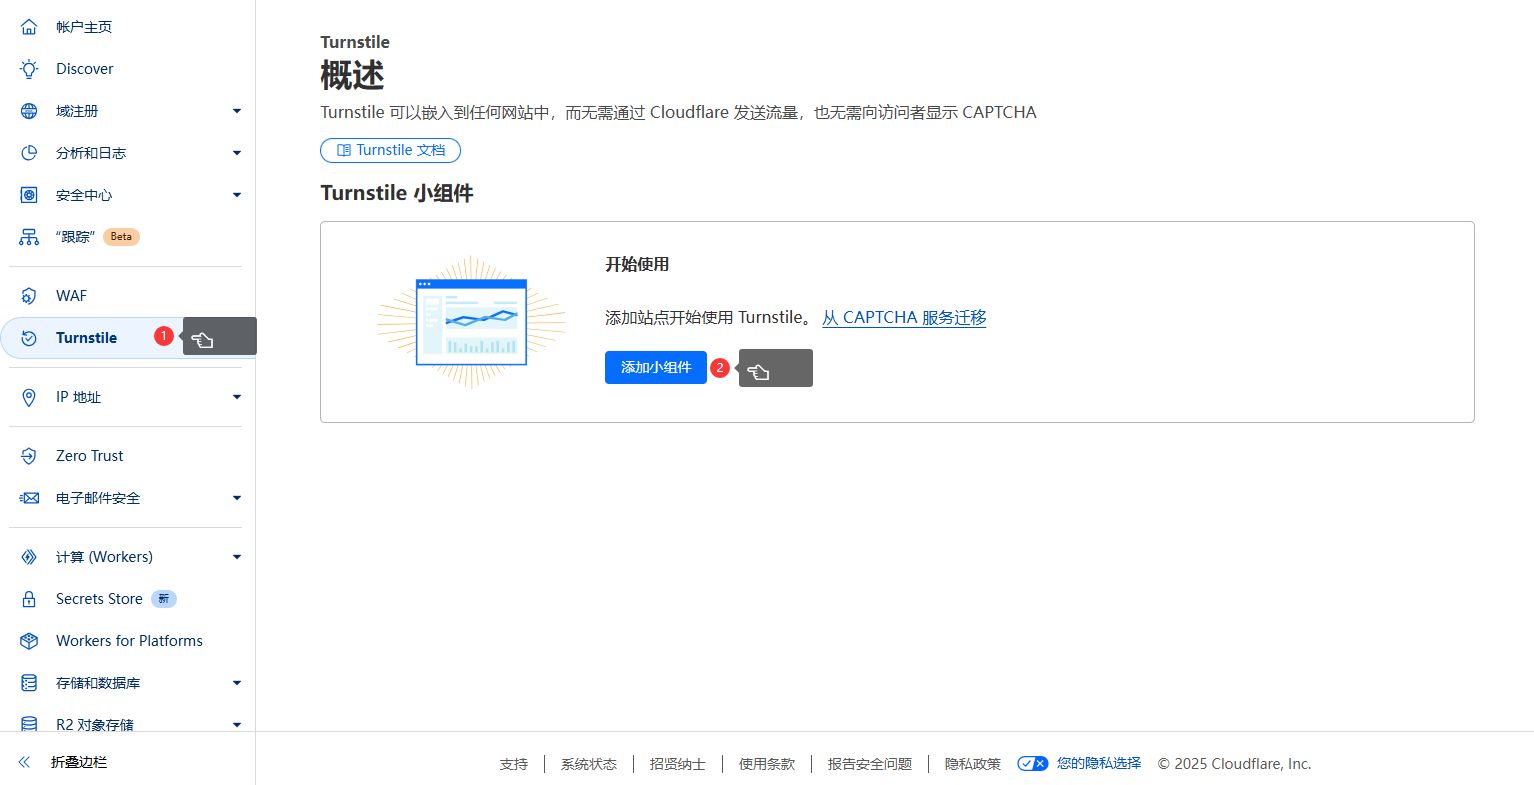 帐户主页
Discover
域注册
分析和日志
安全中心
“跟踪” Beta
WAF
Turnstile 1
IP 地址
Zero Trust
电子邮件安全
计算 (Workers)
Secrets Store 新
Workers for Platforms
存储和数据库
R2 对象存储
折叠边栏
Turnstile
概述
Turnstile 可以嵌入到任何网站中，而无需通过 Cloudflare 发送流量，也无需向访问者显示 CAPTCHA
Turnstile 文档
Turnstile 小组件
开始使用
添加站点开始使用 Turnstile。 从 CAPTCHA 服务迁移
添加小组件 2
支持 系统状态 招贤纳士 使用条款 报告安全问题 隐私政策 您的隐私选择 © 2025 Cloudflare, Inc.